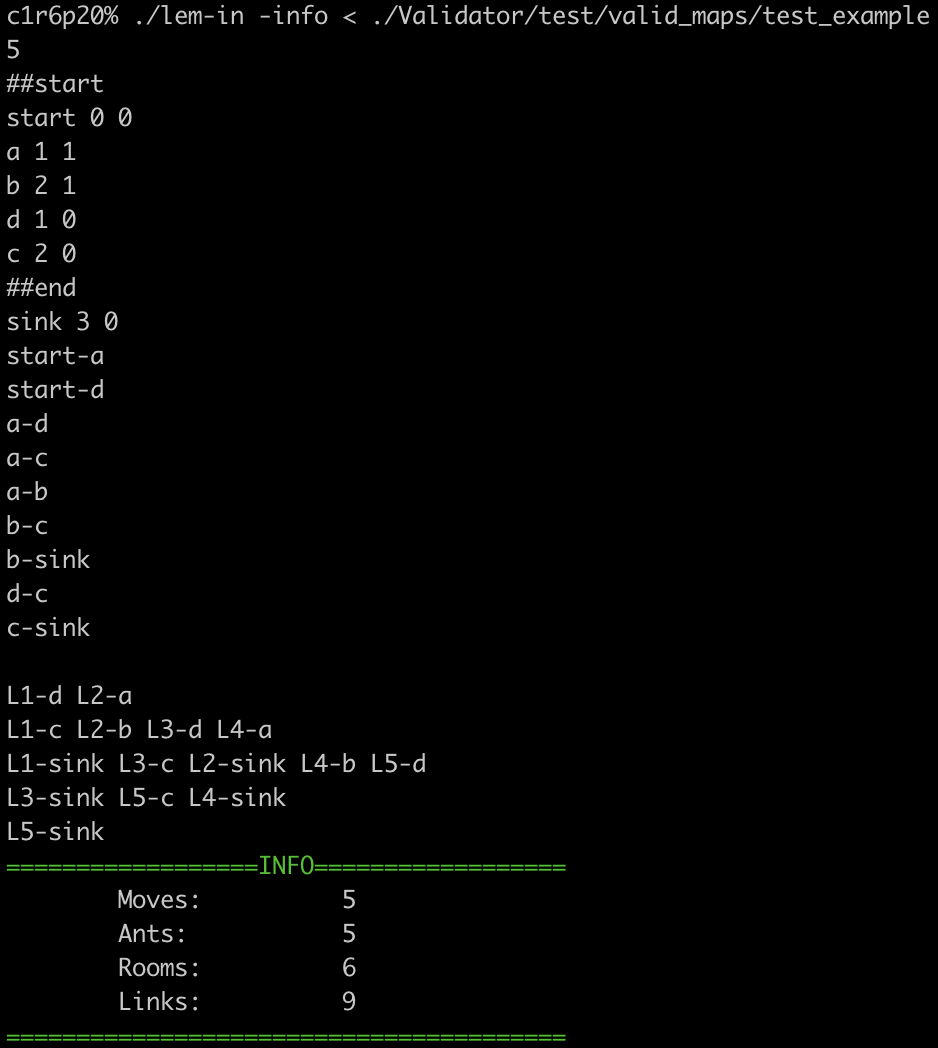 c1r6p20% ./lem-in -info < ./Validator/test/valid_maps/test_example
5
##start
start 0 0
a 1 1
b 2 1
d 1 0
c 2 0
##end
sink 3 0
start-a
start-d
a-d
a-c
a-b
b-c
b-sink
d-c
c-sink

L1-d L2-a
L1-c L2-b L3-d L4-a
L1-sink L3-c L2-sink L4-b L5-d
L3-sink L5-c L4-sink
L5-sink
==================INFO==================
Moves: 5
Ants: 5
Rooms: 6
Links: 9
========================================